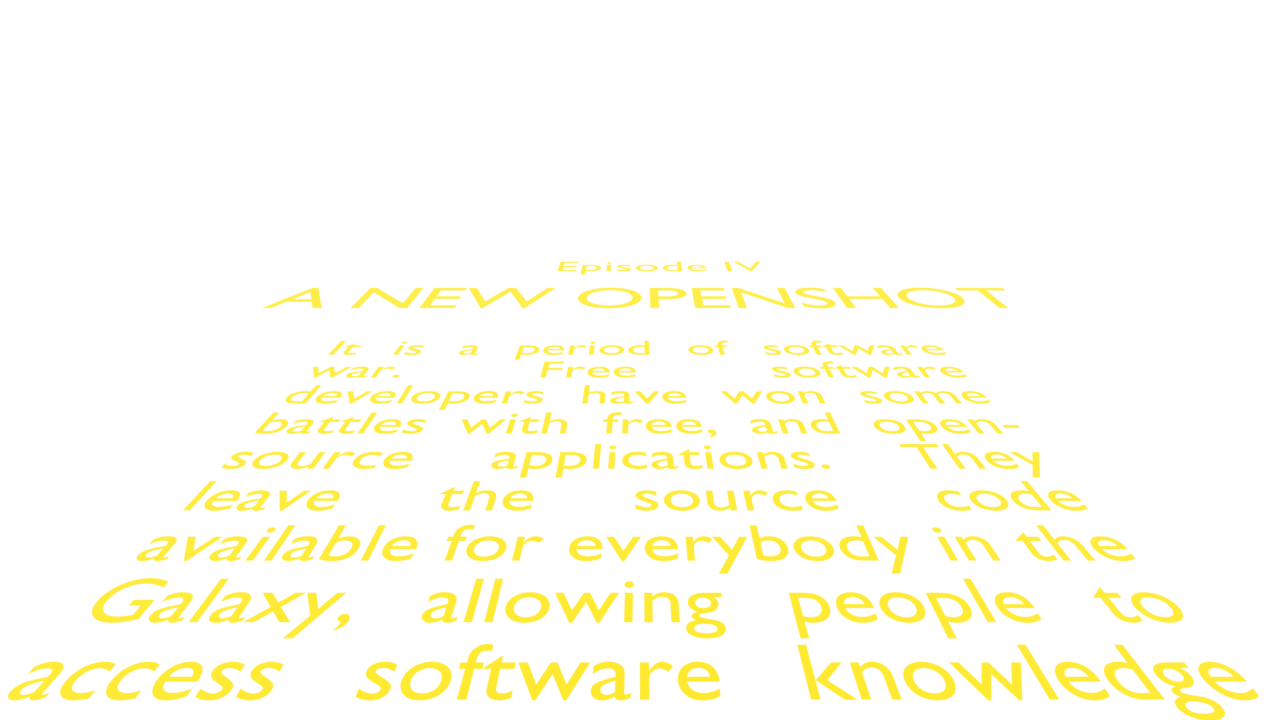 Episode IV
A NEW OPENSHOT
It is a period of software
war. Free software
developers have won some
battles with free, and open-
source applications. They
leave the source code
available for everybody in the
Galaxy, allowing people to
access software knowledge